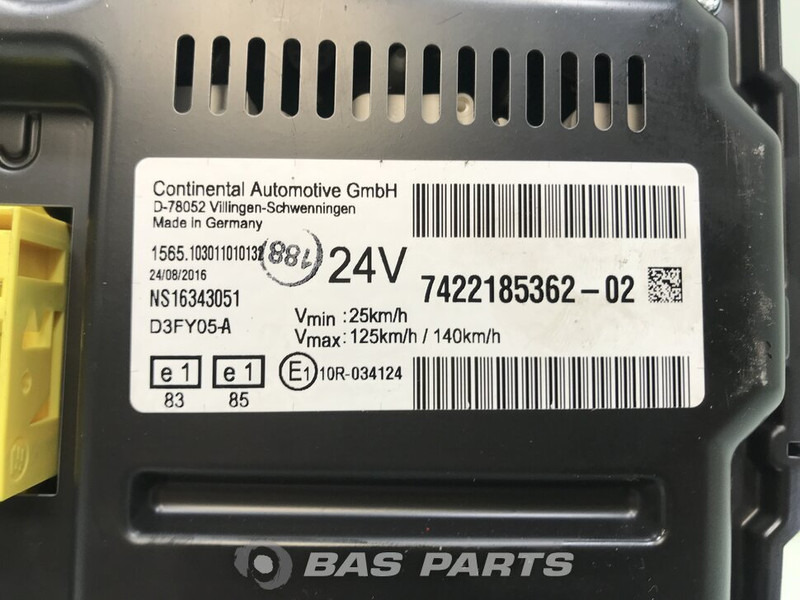 Continental Automotive GmbH
D-78052 Villingen-Schwenningen
Made in Germany
1565.103011010132
188
24V
24/08/2016
7422185362-02
NS16343051
Vmin :25km/h
D3FY05-A
Vmax: 125km/h / 140km/h
e 1
e 1
E1
10R-034124
83
85
BAS PARTS